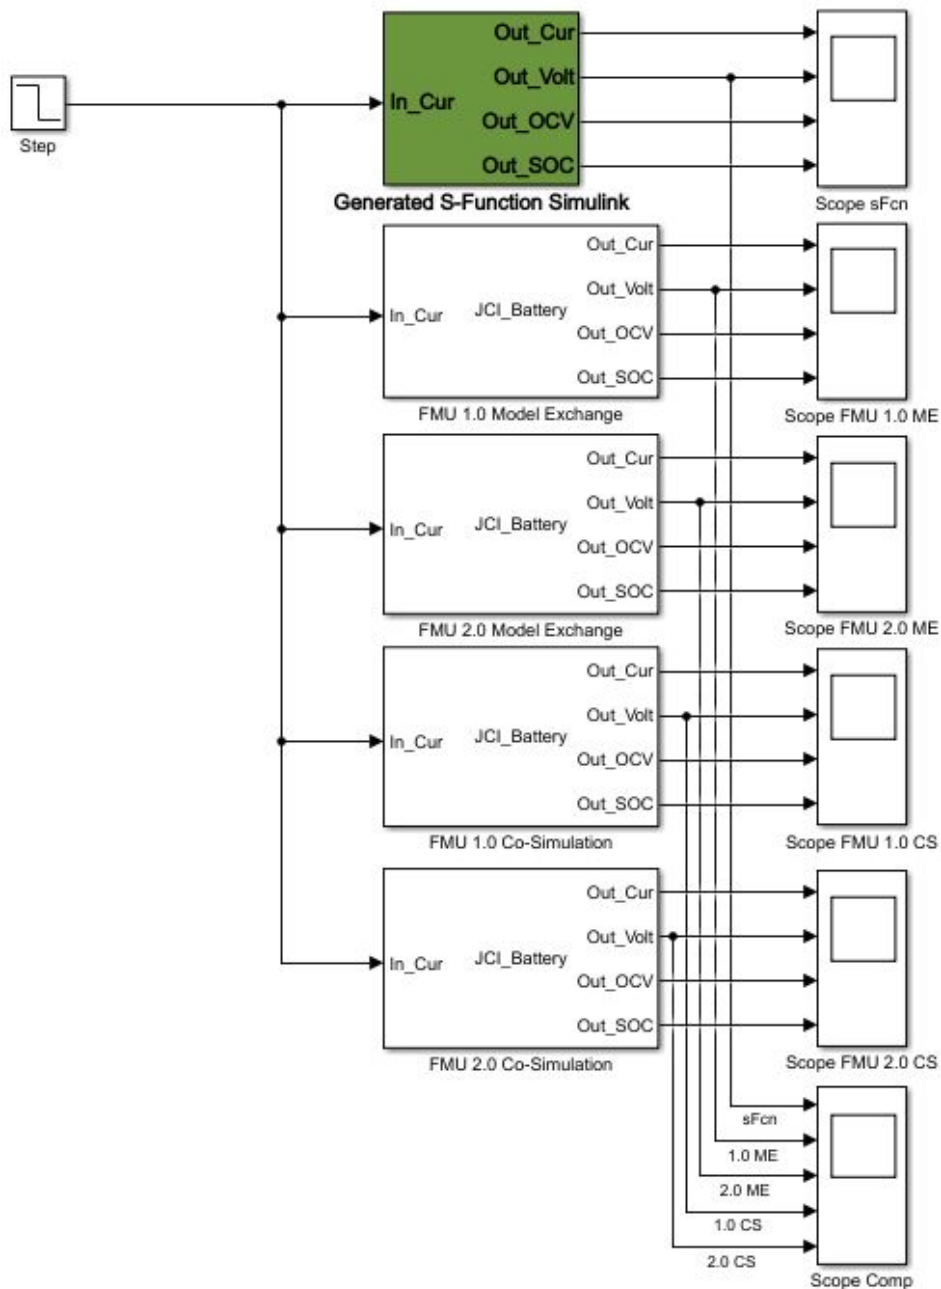 Out_Cur
Out_Volt
In_Cur
Out_OCV
Out_SOC
Step
Generated S-Function Simulink
Scope sFcn
Out_Cur
Out_Volt
In_Cur
JCI_Battery
Out_OCV
Out_SOC
FMU 1.0 Model Exchange
Scope FMU 1.0 ME
Out_Cur
Out_Volt
In_Cur
JCI_Battery
Out_OCV
Out_SOC
FMU 2.0 Model Exchange
Scope FMU 2.0 ME
Out_Cur
Out_Volt
In_Cur
JCI_Battery
Out_OCV
Out_SOC
FMU 1.0 Co-Simulation
Scope FMU 1.0 CS
Out_Cur
Out_Volt
In_Cur
JCI_Battery
Out_OCV
Out_SOC
FMU 2.0 Co-Simulation
Scope FMU 2.0 CS
sFcn
1.0 ME
2.0 ME
1.0 CS
2.0 CS
Scope Comp